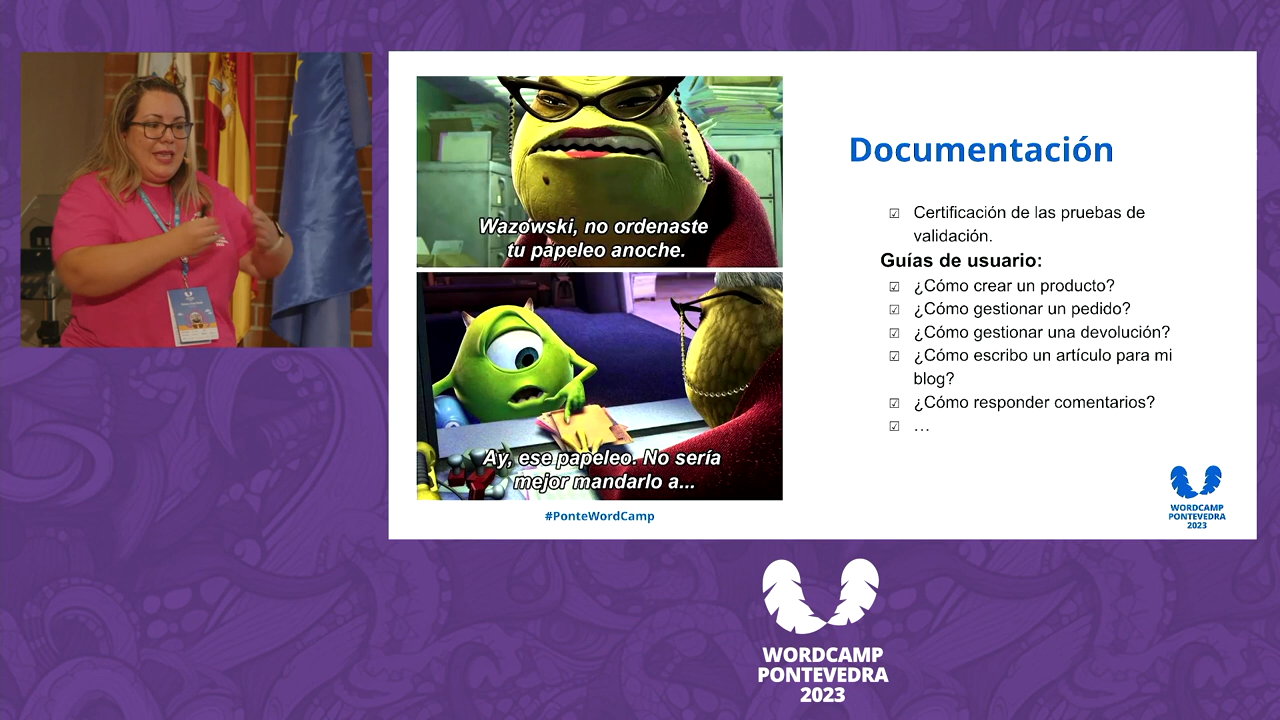 Wazowski, no ordenaste
tu papeleo anoche.
Ay, ese papeleo. No sería
mejor mandarlo a...
#PonteWordCamp
Documentación
☑ Certificación de las pruebas de
validación.
Guías de usuario:
☑ ¿Cómo crear un producto?
☑ ¿Cómo gestionar un pedido?
☑ ¿Cómo gestionar una devolución?
☑ ¿Cómo escribo un artículo para mi
blog?
☑ ¿Cómo responder comentarios?
☑ ...
WORDCAMP
PONTEVEDRA
2023
WORDCAMP
PONTEVEDRA
2023